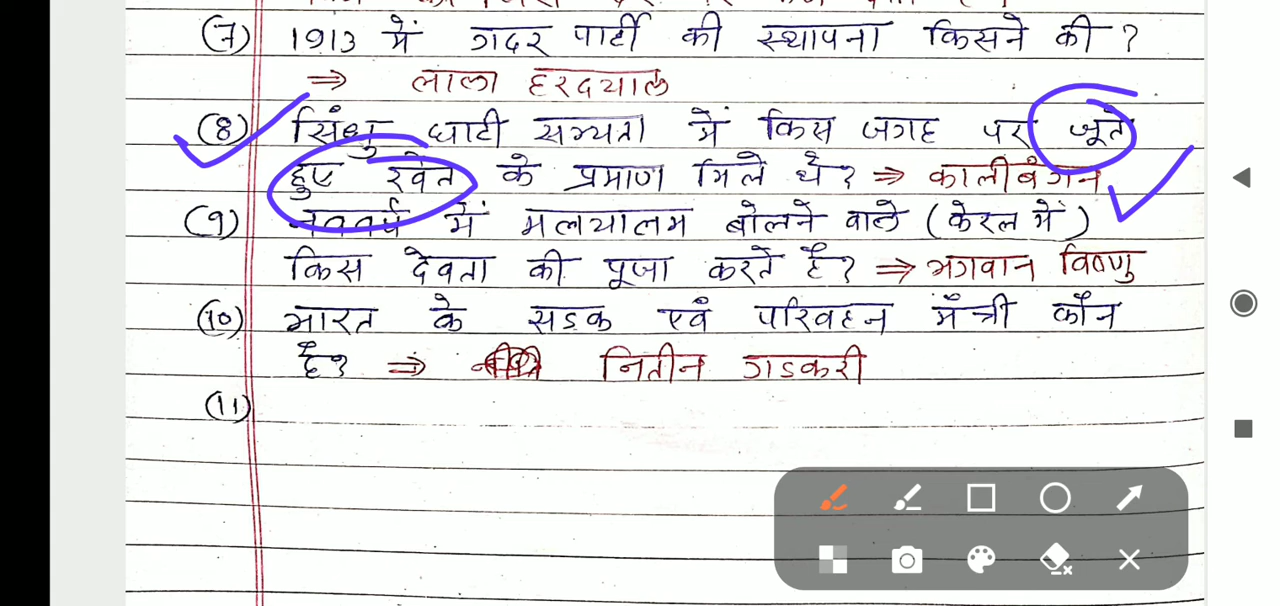 (7) 1913 में गदर पार्टी की स्थापना किसने की ?
⇒ लाला हरदयाल
(8) सिंधु घाटी सभ्यता में किस जगह पर जूते
हुए खेत के प्रमाण मिले थे? ⇒ कालीबंगन
(9) नववर्ष में मलयालम बोलने वाले (केरल में)
किस देवता की पूजा करते है? ⇒ भगवान विष्णु
(10) भारत के सडक एवं परिवहन मंत्री कौन
है? ⇒ नितीन गडकरी
(11)